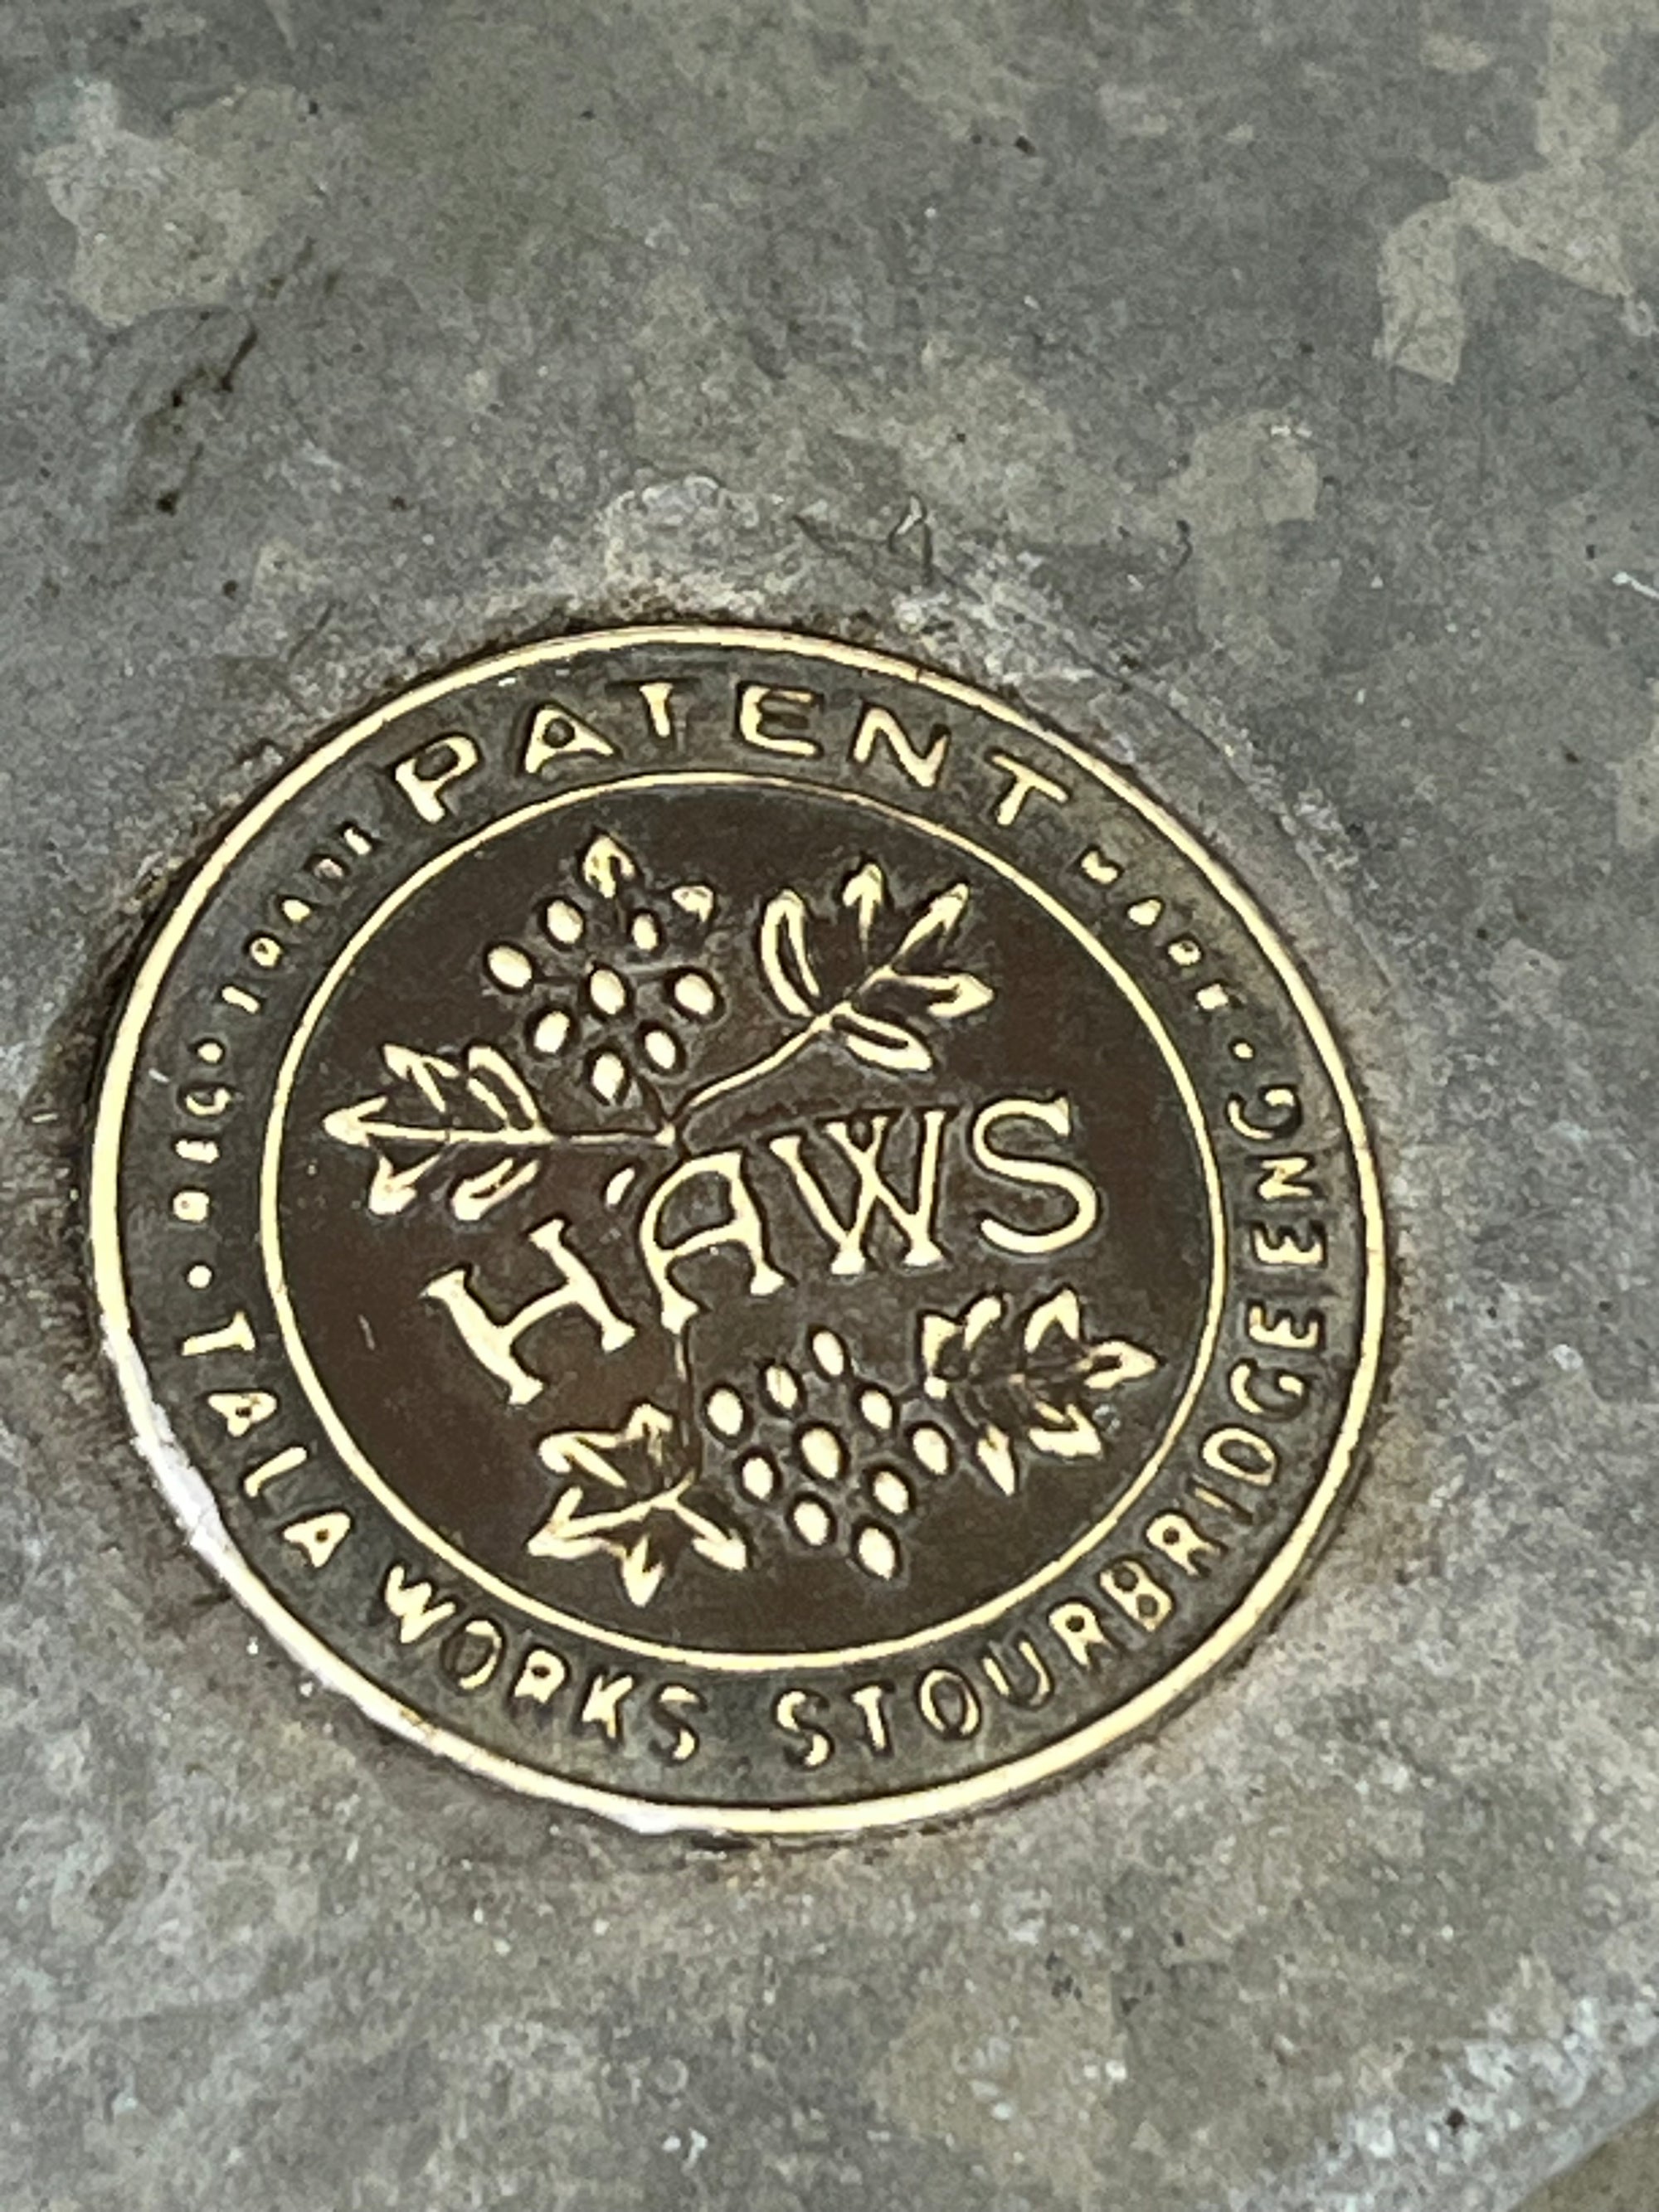 PATENT
HAWS
TALA WORKS STOURBRIDGE ENG.